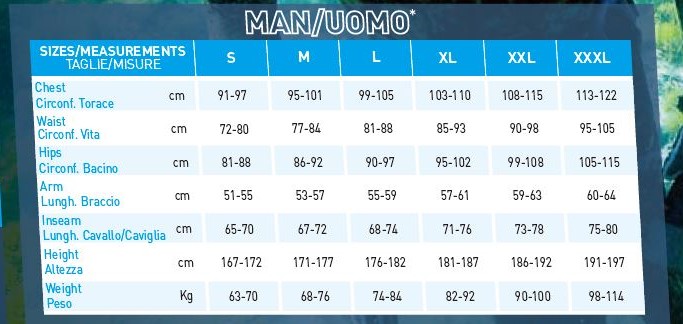 MAN/UOMO*
SIZES/MEASUREMENTS S M L XL XXL XXXL
TAGLIE/MISURE
Chest
Circonf. Torace cm 91-97 95-101 99-105 103-110 108-115 113-122
Waist
Circonf. Vita cm 72-80 77-84 81-88 85-93 90-98 95-105
Hips
Circonf. Bacino cm 81-88 86-92 90-97 95-102 99-108 105-115
Arm
Lungh. Braccio cm 51-55 53-57 55-59 57-61 59-63 60-64
Inseam
Lungh. Cavallo/Caviglia cm 65-70 67-72 68-74 71-76 73-78 75-80
Height
Altezza cm 167-172 171-177 176-182 181-187 186-192 191-197
Weight
Peso Kg 63-70 68-76 74-84 82-92 90-100 98-114